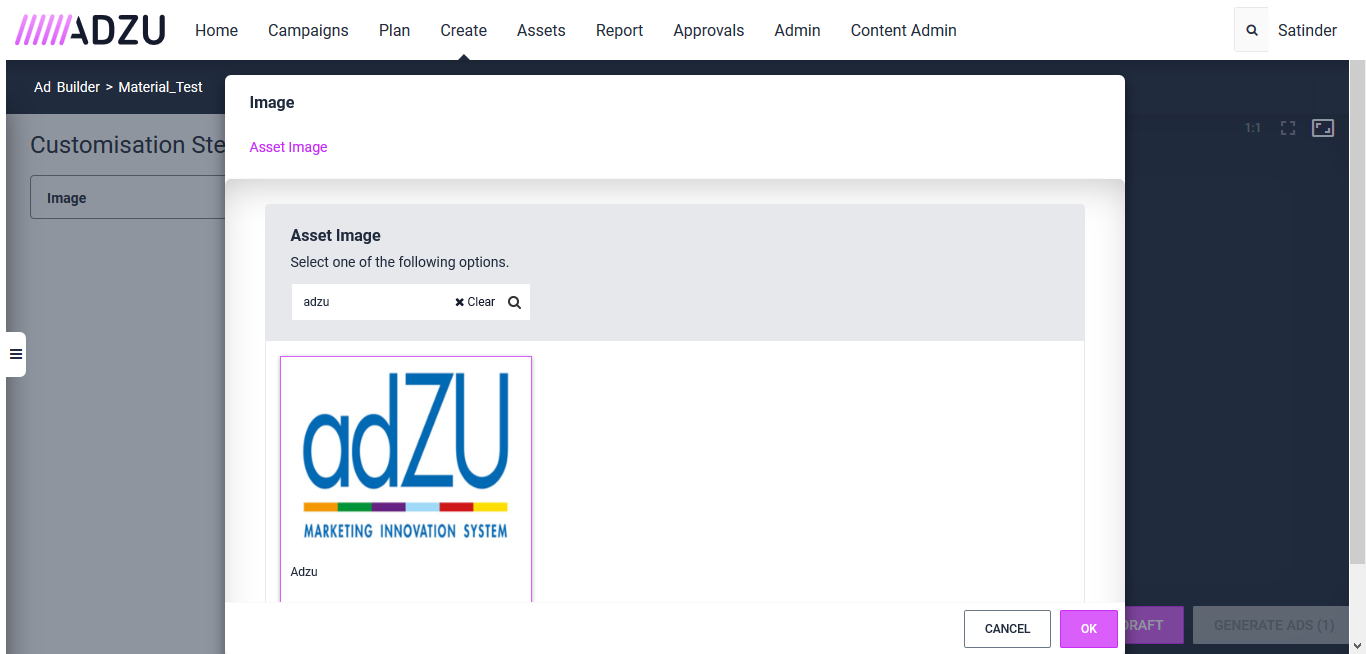 ADZU Home Campaigns Plan Create Assets Report Approvals Admin Content Admin Satinder
Ad Builder > Material_Test
Customisation Ste
Image
1:1
Image
Asset Image
Asset Image
Select one of the following options.
adzu Clear
adZU
MARKETING INNOVATION SYSTEM
Adzu
CANCEL OK
DRAFT GENERATE ADS (1)